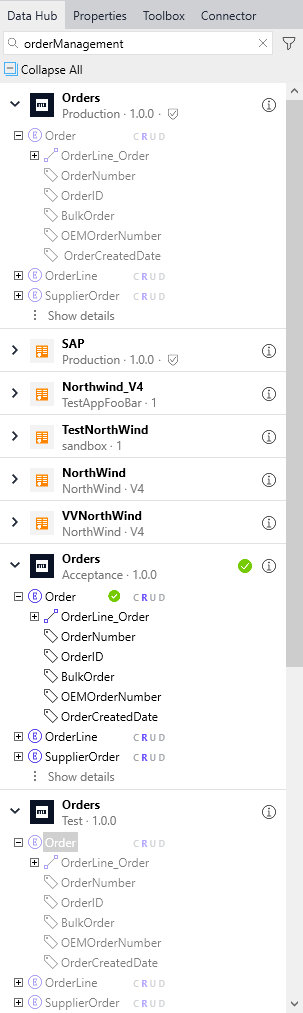 Data Hub Properties Toolbox Connector
orderManagement
Collapse All
Orders
Production · 1.0.0 ·
Order CRUD
OrderLine_Order
OrderNumber
OrderID
BulkOrder
OEMOrderNumber
OrderCreatedDate
OrderLine CRUD
SupplierOrder CRUD
Show details
SAP
Production · 1.0.0 ·
Northwind_V4
TestAppFooBar · 1
TestNorthWind
sandbox · 1
NorthWind
NorthWind · V4
VVNorthWind
NorthWind · V4
Orders
Acceptance · 1.0.0
Order CRUD
OrderLine_Order
OrderNumber
OrderID
BulkOrder
OEMOrderNumber
OrderCreatedDate
OrderLine CRUD
SupplierOrder CRUD
Show details
Orders
Test · 1.0.0
Order CRUD
OrderLine_Order
OrderNumber
OrderID
BulkOrder
OEMOrderNumber
OrderCreatedDate
OrderLine CRUD
SupplierOrder CRUD